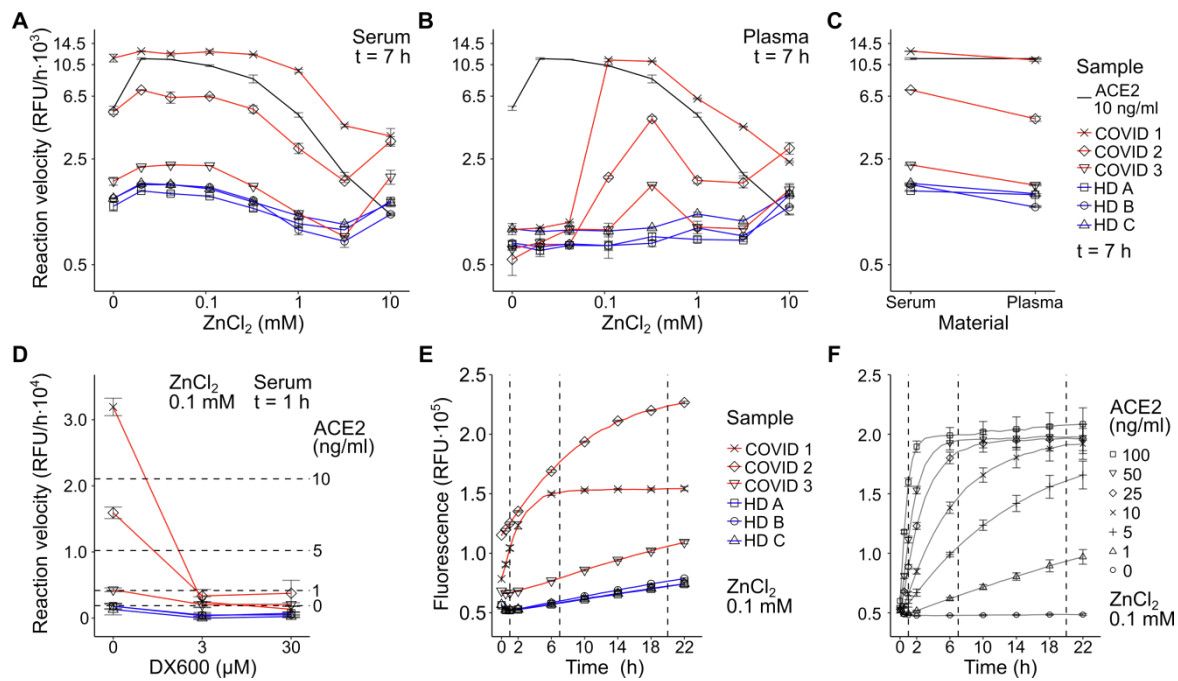 A
Serum
t = 7 h
Reaction velocity (RFU/h·10³)
14.5
10.5
6.5
2.5
0.5
0
0.1
1
10
ZnCl₂ (mM)
B
Plasma
t = 7 h
14.5
10.5
6.5
2.5
0.5
0
0.1
1
10
ZnCl₂ (mM)
C
14.5
10.5
6.5
2.5
0.5
Serum
Plasma
Material
Sample
ACE2
10 ng/ml
COVID 1
COVID 2
COVID 3
HD A
HD B
HD C
t = 7 h
D
ZnCl₂
0.1 mM
Serum
t = 1 h
ACE2
(ng/ml)
Reaction velocity (RFU/h·10⁴)
3.0
2.0
1.0
0
10
5
1
0
0
3
30
DX600 (µM)
E
Fluorescence (RFU·10⁵)
2.5
2.0
1.5
1.0
0.5
0
2
6
10
14
18
22
Time (h)
Sample
COVID 1
COVID 2
COVID 3
HD A
HD B
HD C
ZnCl₂
0.1 mM
F
2.5
2.0
1.5
1.0
0.5
0
2
6
10
14
18
22
Time (h)
ACE2
(ng/ml)
100
50
25
10
5
1
0
ZnCl₂
0.1 mM